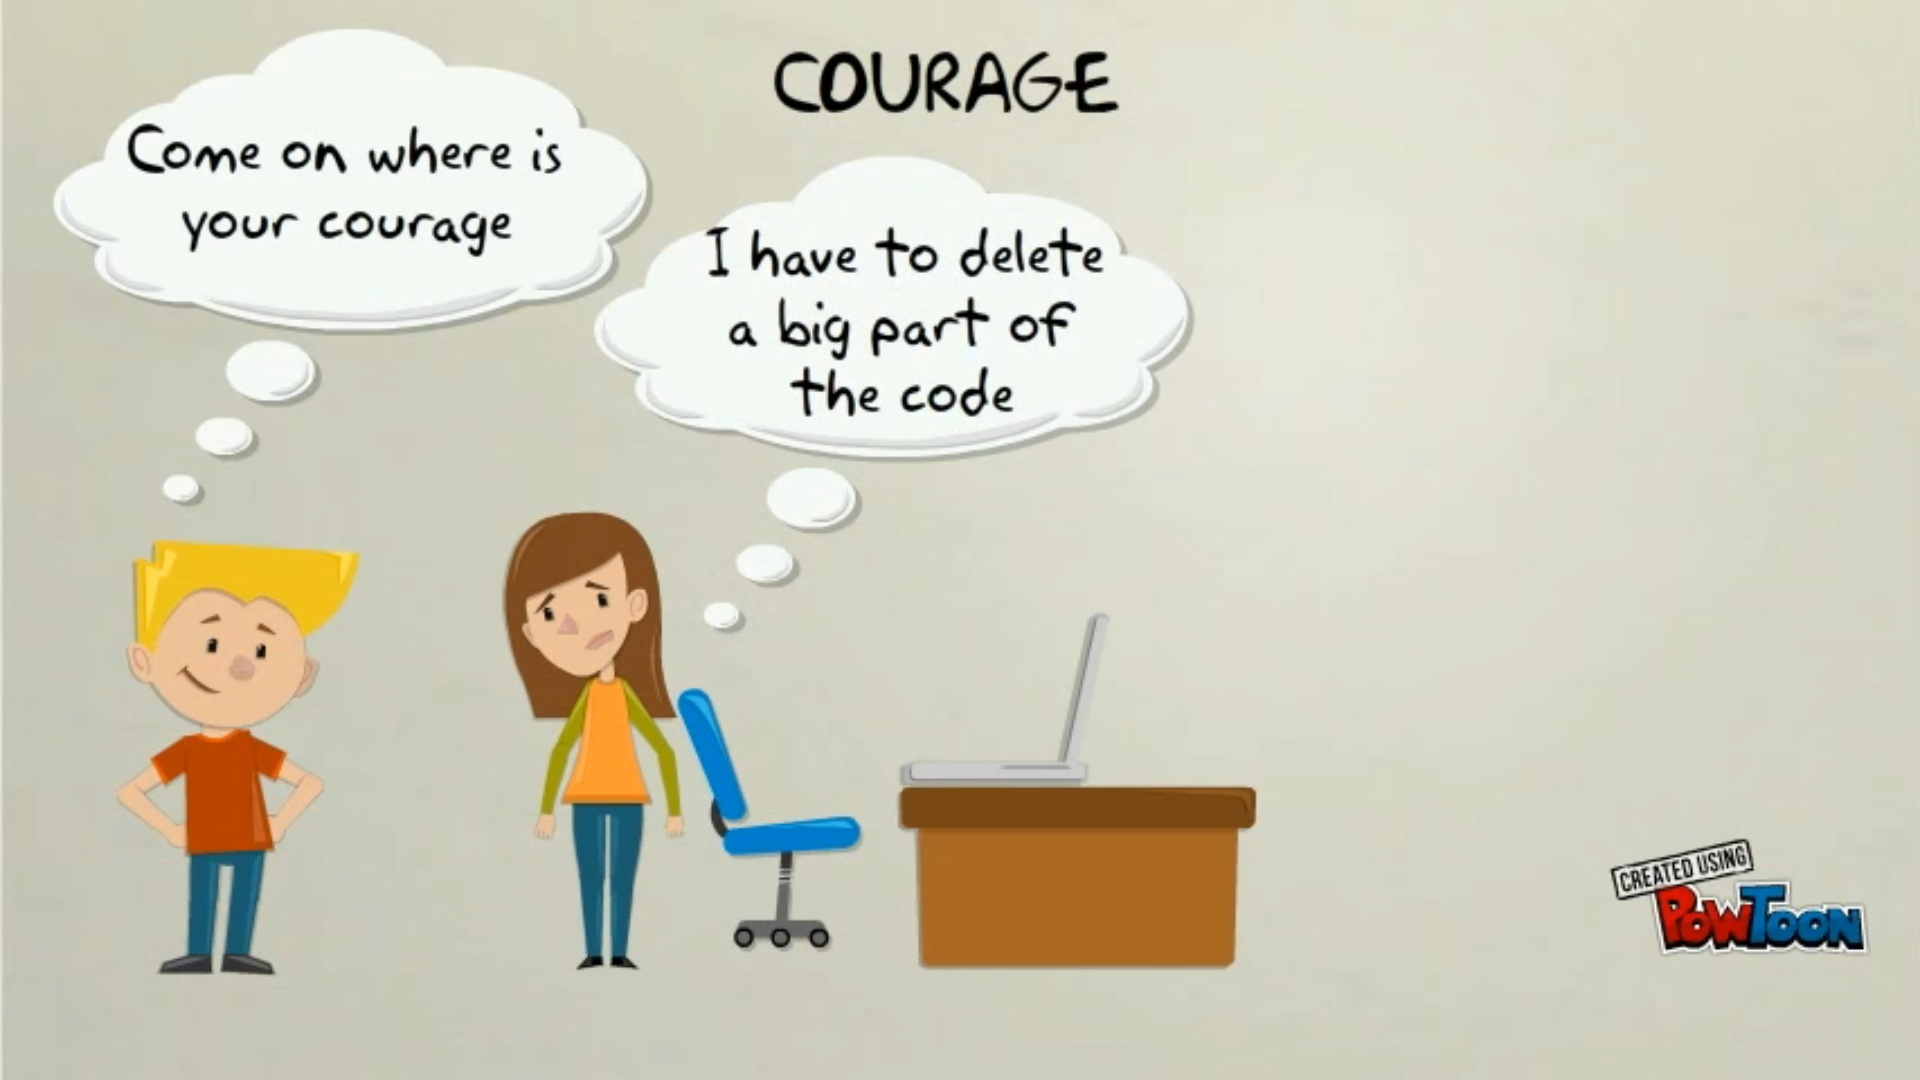 COURAGE
Come on where is
your courage
I have to delete
a big part of
the code
CREATED USING
POWTOON